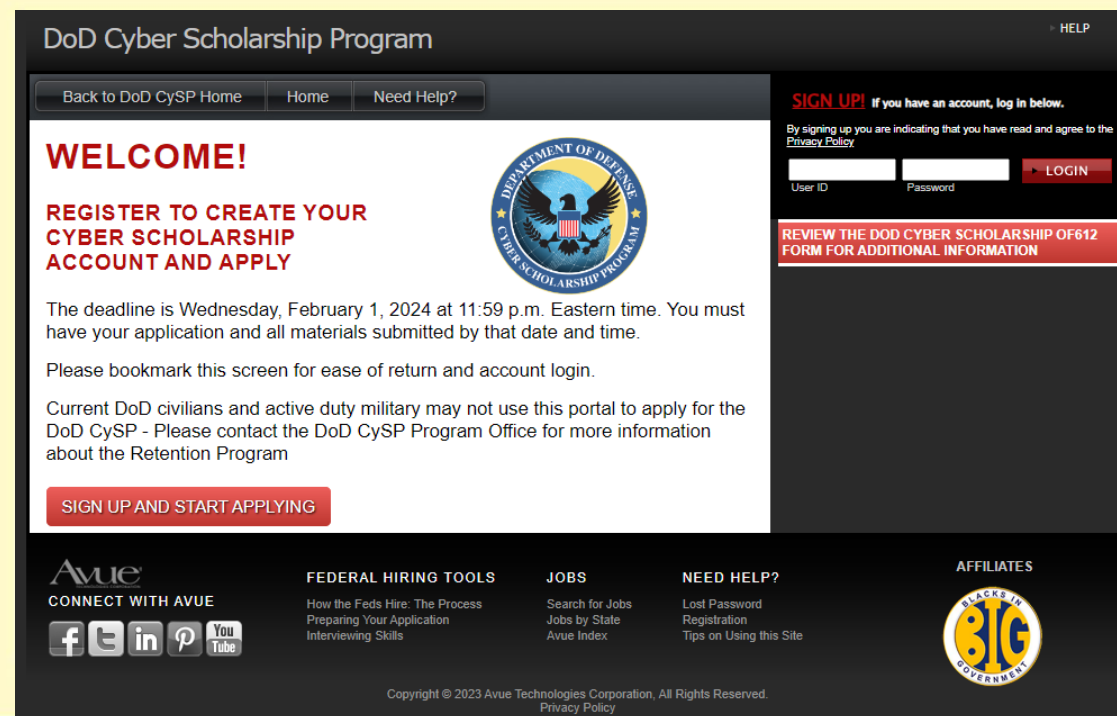 DoD Cyber Scholarship Program
HELP
Back to DoD CySP Home Home Need Help?
SIGN UP! If you have an account, log in below.
By signing up you are indicating that you have read and agree to the
Privacy Policy
LOGIN
User ID Password
REVIEW THE DOD CYBER SCHOLARSHIP OF612
FORM FOR ADDITIONAL INFORMATION
WELCOME!
REGISTER TO CREATE YOUR
CYBER SCHOLARSHIP
ACCOUNT AND APPLY
DEPARTMENT OF DEFENSE
CYBER SCHOLARSHIP PROGRAM
The deadline is Wednesday, February 1, 2024 at 11:59 p.m. Eastern time. You must
have your application and all materials submitted by that date and time.
Please bookmark this screen for ease of return and account login.
Current DoD civilians and active duty military may not use this portal to apply for the
DoD CySP - Please contact the DoD CySP Program Office for more information
about the Retention Program
SIGN UP AND START APPLYING
AVUE
CONNECT WITH AVUE
f t in P You
Tube
FEDERAL HIRING TOOLS
How the Feds Hire: The Process
Preparing Your Application
Interviewing Skills
JOBS
Search for Jobs
Jobs by State
Avue Index
NEED HELP?
Lost Password
Registration
Tips on Using this Site
AFFILIATES
BLACKS IN
BIG
GOVERNMENT
Copyright © 2023 Avue Technologies Corporation, All Rights Reserved.
Privacy Policy